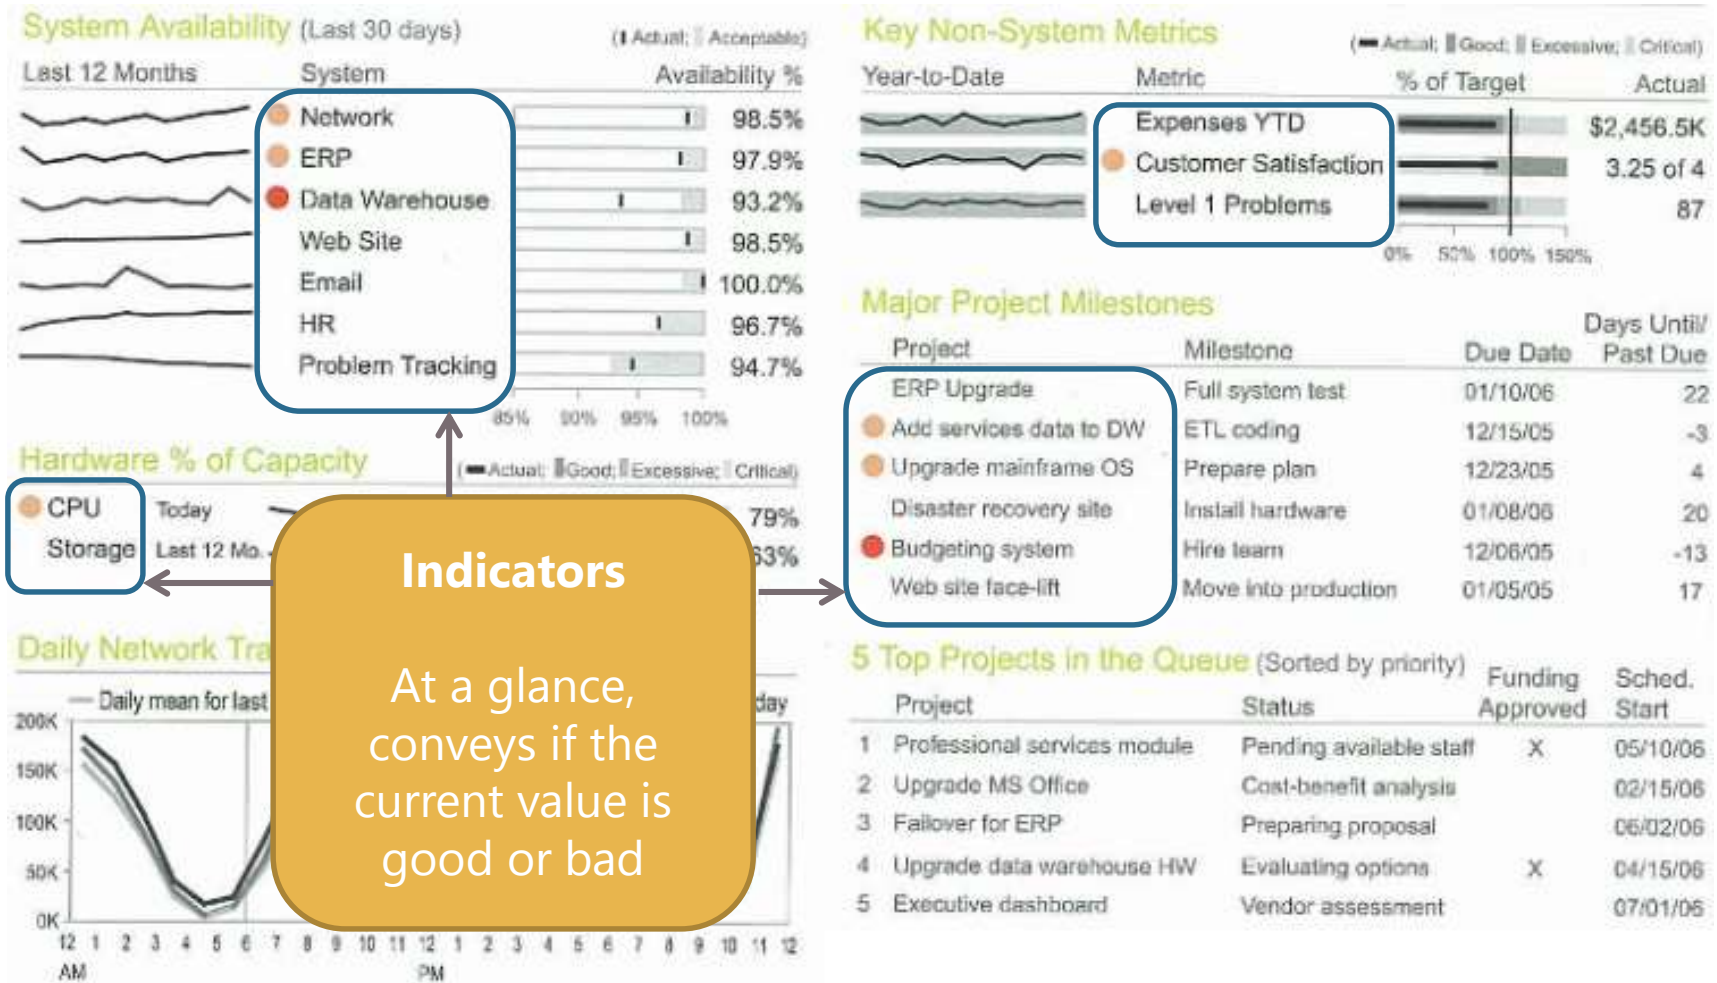 System Availability (Last 30 days)
(Actual; Acceptable)
Last 12 Months System Availability %
Network 98.5%
ERP 97.9%
Data Warehouse 93.2%
Web Site 98.5%
Email 100.0%
HR 96.7%
Problem Tracking 94.7%
85% 90% 95% 100%
Hardware % of Capacity
(Actual; Good; Excessive; Critical)
CPU Today 79%
Storage Last 12 Mo. 63%
Indicators
At a glance,
conveys if the
current value is
good or bad
Daily Network Tra
Daily mean for last
day
200K
150K
100K
50K
0K
12 1 2 3 4 5 6 7 8 9 10 11 12 1 2 3 4 5 6 7 8 9 10 11 12
AM PM
Key Non-System Metrics
(Actual; Good; Excessive; Critical)
Year-to-Date Metric % of Target Actual
Expenses YTD $2,456.5K
Customer Satisfaction 3.25 of 4
Level 1 Problems 87
0% 50% 100% 150%
Major Project Milestones
Days Until/
Project Milestone Due Date Past Due
ERP Upgrade Full system test 01/10/06 22
Add services data to DW ETL coding 12/15/05 -3
Upgrade mainframe OS Prepare plan 12/23/05 4
Disaster recovery site Install hardware 01/08/06 20
Budgeting system Hire team 12/06/05 -13
Web site face-lift Move into production 01/05/05 17
5 Top Projects in the Queue (Sorted by priority)
Funding Sched.
Project Status Approved Start
1 Professional services module Pending available staff X 05/10/06
2 Upgrade MS Office Cost-benefit analysis 02/15/06
3 Failover for ERP Preparing proposal 06/02/06
4 Upgrade data warehouse HW Evaluating options X 04/15/06
5 Executive dashboard Vendor assessment 07/01/06